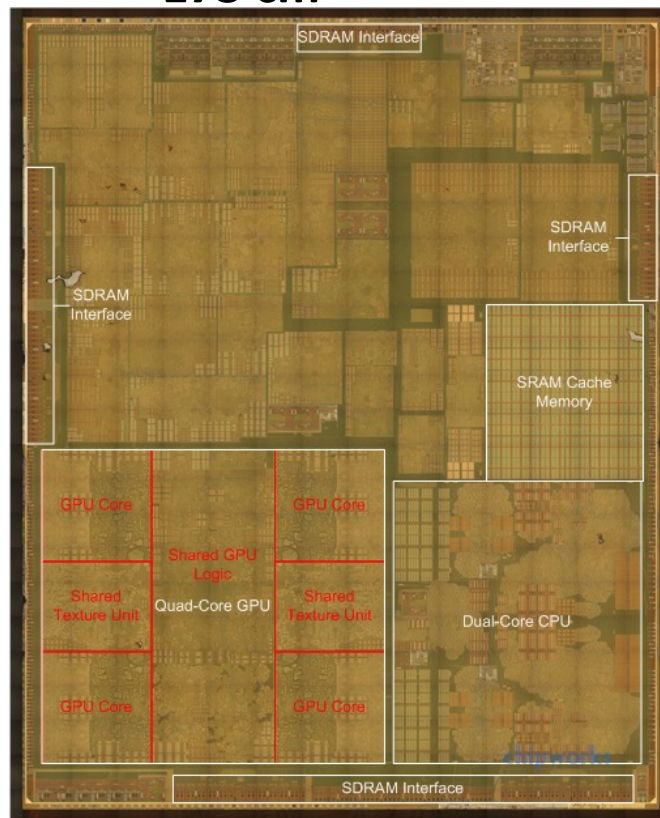 SDRAM Interface
SDRAM
Interface
SDRAM
Interface
SRAM Cache
Memory
GPU Core
GPU Core
Shared GPU
Logic
Shared
Texture Unit
Quad-Core GPU
Shared
Texture Unit
Dual-Core CPU
GPU Core
GPU Core
chipworks
SDRAM Interface